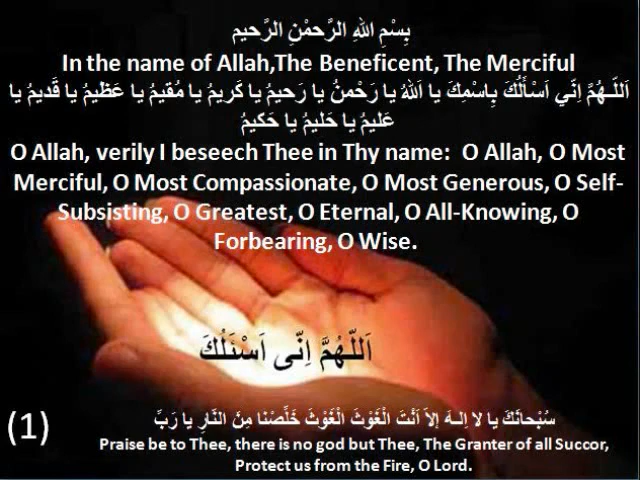 بِسْمِ اللهِ الرَّحْمْنِ الرَّحيم
In the name of Allah,The Beneficent, The Merciful
اَللّـهُمَّ اِنّي اَسْأَلُكَ بِاسْمِكَ يا اَللهُ يا رَحْمنُ يا رَحيمُ يا كَريمُ يا مُقيمُ يا عَظيمُ يا قَديمُ يا
عَليمُ يا حَليمُ يا حَكيمُ
O Allah, verily I beseech Thee in Thy name:  O Allah, O Most
Merciful, O Most Compassionate, O Most Generous, O Self-
Subsisting, O Greatest, O Eternal, O All-Knowing, O
Forbearing, O Wise.
اَللّهُمَّ اِنّى اَسْئَلُكَ
سُبْحانَكَ يا لا اِلـهَ إلاّ اَنْتَ الْغَوْثَ الْغَوْثَ خَلِّصْنا مِنَ النّارِ يا رَبِّ
(1)
Praise be to Thee, there is no god but Thee, The Granter of all Succor,
Protect us from the Fire, O Lord.